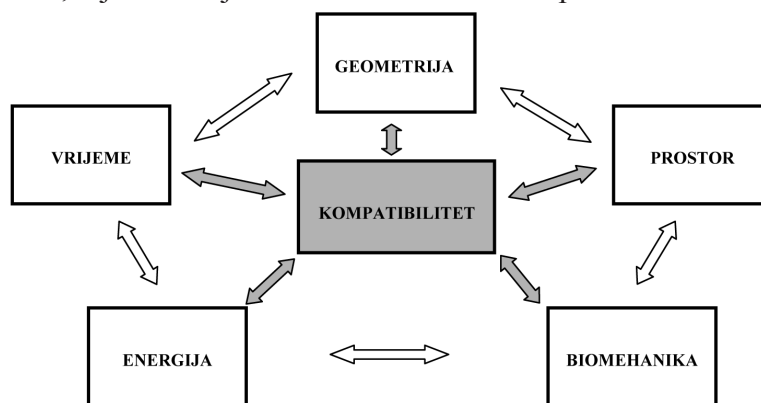 GEOMETRIJA
VRIJEME
PROSTOR
KOMPATIBILITET
ENERGIJA
BIOMEHANIKA